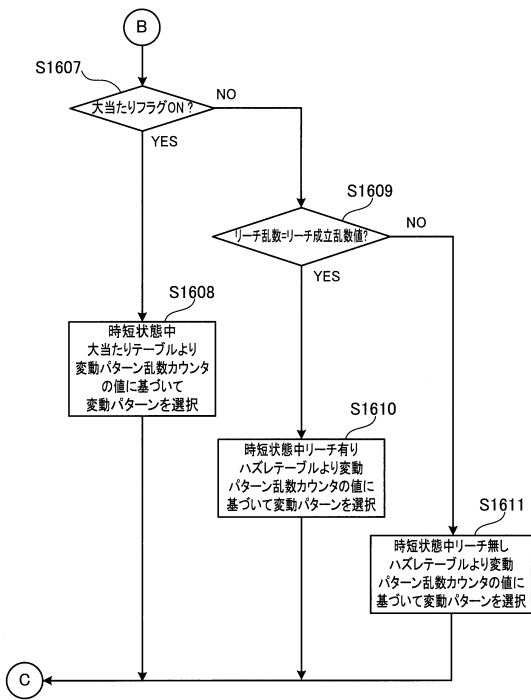 B
S1607
大当たりフラグON？
NO
YES
S1609
リーチ乱数=リーチ成立乱数値?
NO
YES
S1608
時短状態中
大当たりテーブルより
変動パターン乱数カウンタ
の値に基づいて
変動パターンを選択
S1610
時短状態中リーチ有り
ハズレテーブルより変動
パターン乱数カウンタの値に
基づいて変動パターンを選択
S1611
時短状態中リーチ無し
ハズレテーブルより変動
パターン乱数カウンタの値に
基づいて変動パターンを選択
C